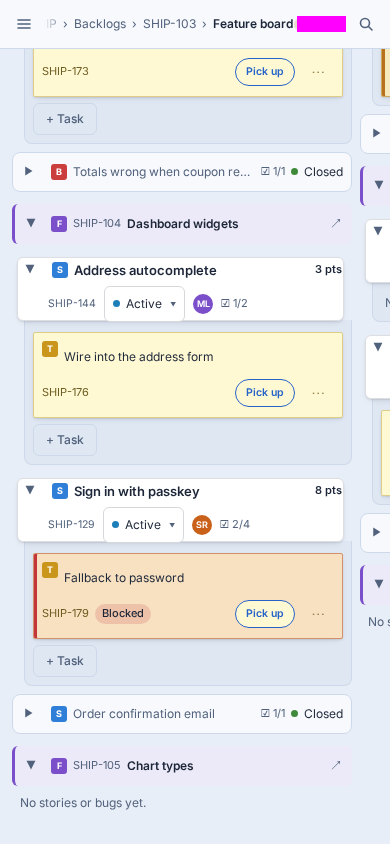 IP › Backlogs › SHIP-103 › Feature board
SHIP-173 Pick up ···
+ Task
B Totals wrong when coupon re... ☑ 1/1 Closed
F SHIP-104 Dashboard widgets
S Address autocomplete 3 pts
SHIP-144 Active ML ☑ 1/2
T Wire into the address form
SHIP-176 Pick up ···
+ Task
S Sign in with passkey 8 pts
SHIP-129 Active SR ☑ 2/4
T Fallback to password
SHIP-179 Blocked Pick up ···
+ Task
No s
S Order confirmation email ☑ 1/1 Closed
F SHIP-105 Chart types
No stories or bugs yet.